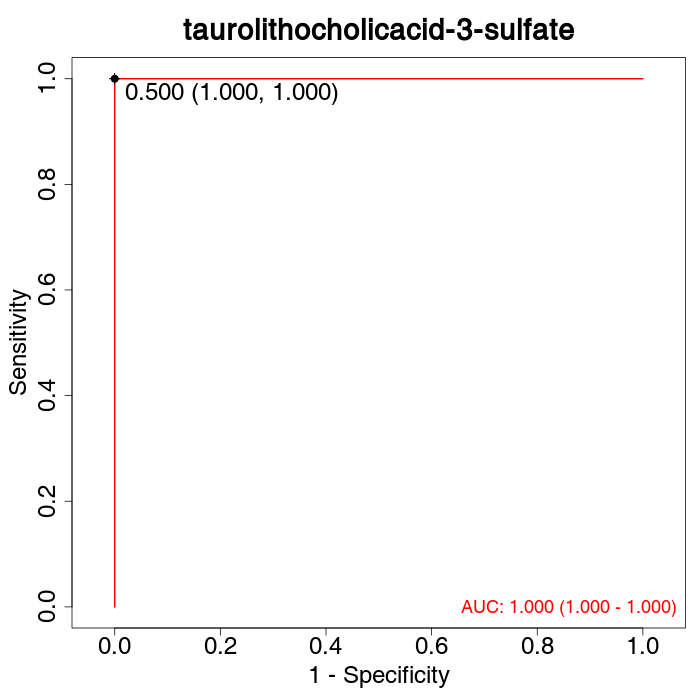 taurolithocholicacid-3-sulfate
0.500 (1.000, 1.000)
Sensitivity
1.0
0.8
0.6
0.4
0.2
0.0
AUC: 1.000 (1.000 - 1.000)
0.0 0.2 0.4 0.6 0.8 1.0
1 - Specificity